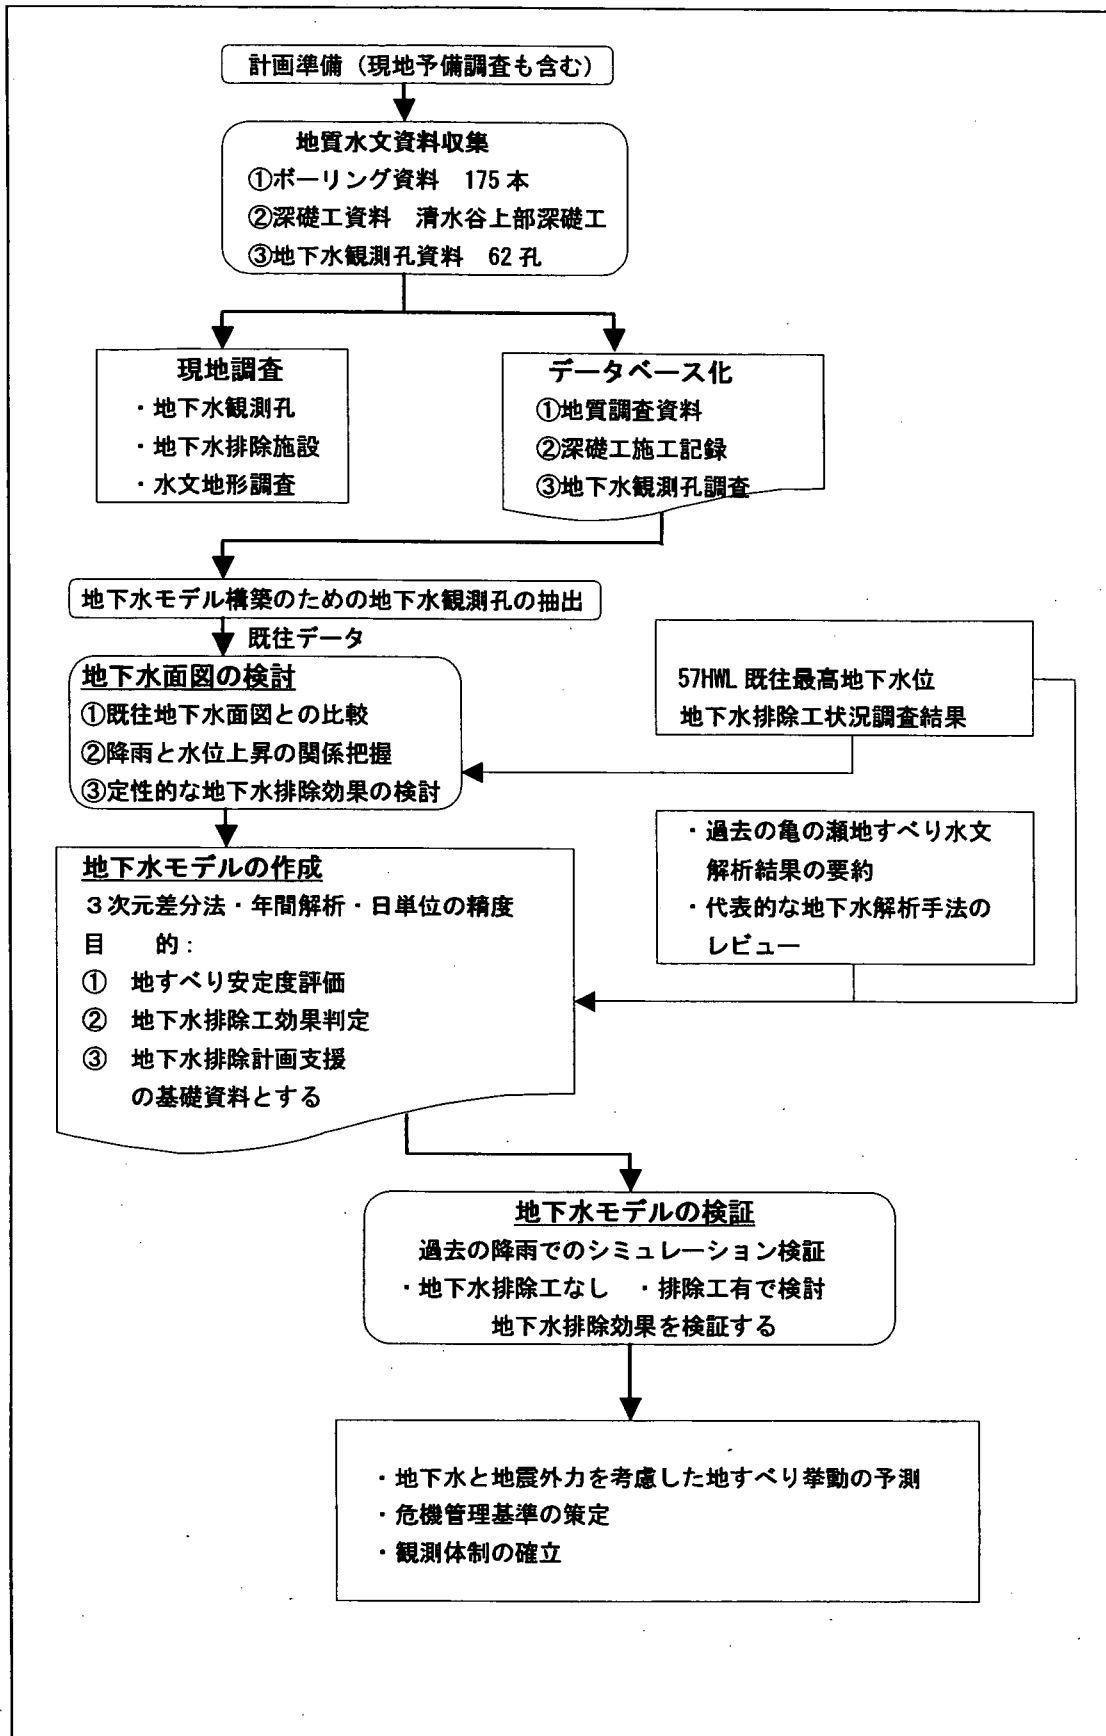 計画準備（現地予備調査も含む）
地質水文資料収集
①ボーリング資料　175 本
②深礎工資料　清水谷上部深礎工
③地下水観測孔資料　62 孔
現地調査
・地下水観測孔
・地下水排除施設
・水文地形調査
データベース化
①地質調査資料
②深礎工施工記録
③地下水観測孔調査
地下水モデル構築のための地下水観測孔の抽出
既往データ
地下水面図の検討
①既往地下水面図との比較
②降雨と水位上昇の関係把握
③定性的な地下水排除効果の検討
57HWL 既往最高地下水位
地下水排除工状況調査結果
・過去の亀の瀬地すべり水文
解析結果の要約
・代表的な地下水解析手法の
レビュー
地下水モデルの作成
３次元差分法・年間解析・日単位の精度
目　　的：
①　地すべり安定度評価
②　地下水排除工効果判定
③　地下水排除計画支援
の基礎資料とする
地下水モデルの検証
過去の降雨でのシミュレーション検証
・地下水排除工なし　・排除工有で検討
地下水排除効果を検証する
・地下水と地震外力を考慮した地すべり挙動の予測
・危機管理基準の策定
・観測体制の確立